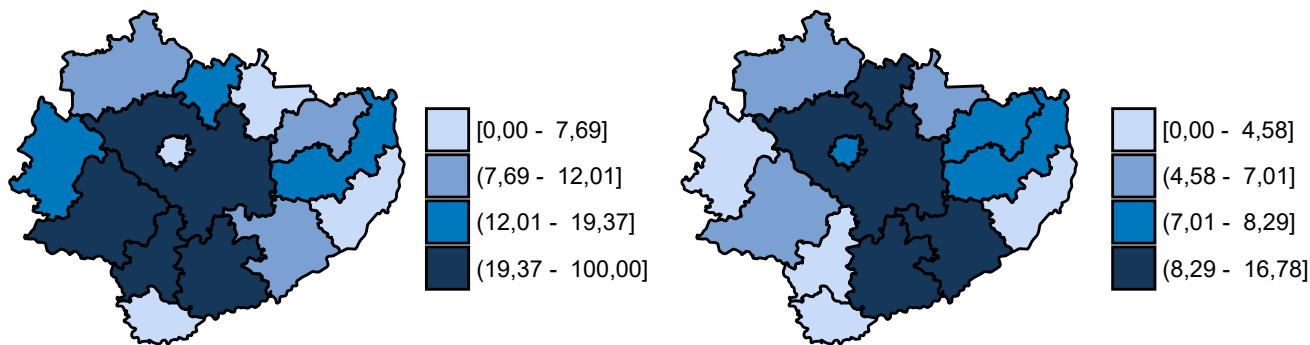 [0,00 - 7,69]
(7,69 - 12,01]
(12,01 - 19,37]
(19,37 - 100,00]
[0,00 - 4,58]
(4,58 - 7,01]
(7,01 - 8,29]
(8,29 - 16,78]